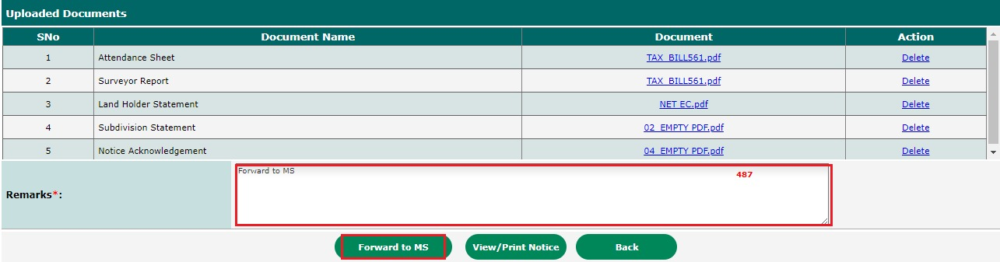 Uploaded Documents
SNo Document Name Document Action
1 Attendance Sheet TAX_BILL561.pdf Delete
2 Surveyor Report TAX_BILL561.pdf Delete
3 Land Holder Statement NET EC.pdf Delete
4 Subdivision Statement 02_EMPTY PDF.pdf Delete
5 Notice Acknowledgement 04_EMPTY PDF.pdf Delete
Forward to MS
487
Remarks*:
Forward to MS View/Print Notice Back